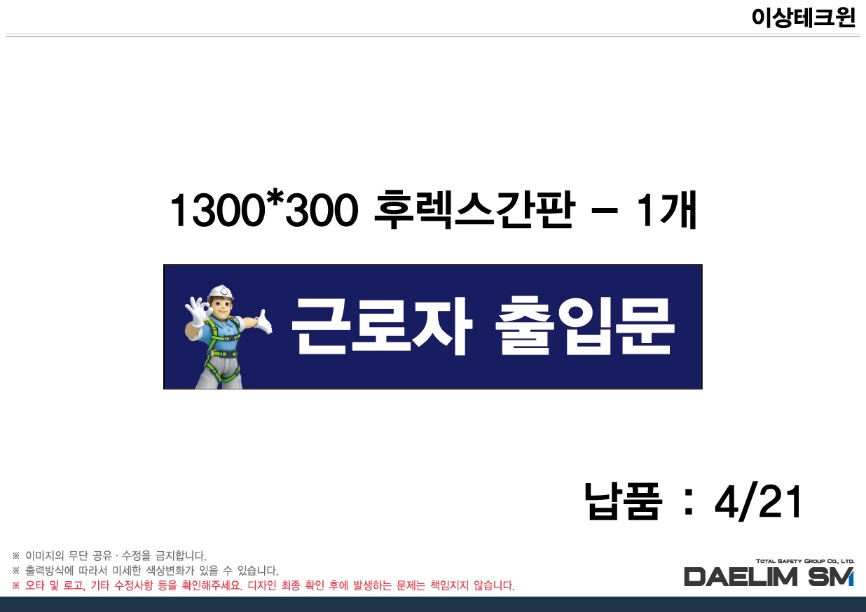 이상테크윈
1300*300 후렉스간판 - 1개
근로자 출입문
납품 : 4/21
※ 이미지의 무단 공유·수정을 금지합니다.
※ 출력방식에 따라서 미세한 색상변화가 있을 수 있습니다.
※ 오타 및 로고, 기타 수정사항 등을 확인해주세요. 디자인 최종 확인 후에 발생하는 문제는 책임지지 않습니다.
TOTAL SAFETY GROUP CO., LTD.
DAELIM SM